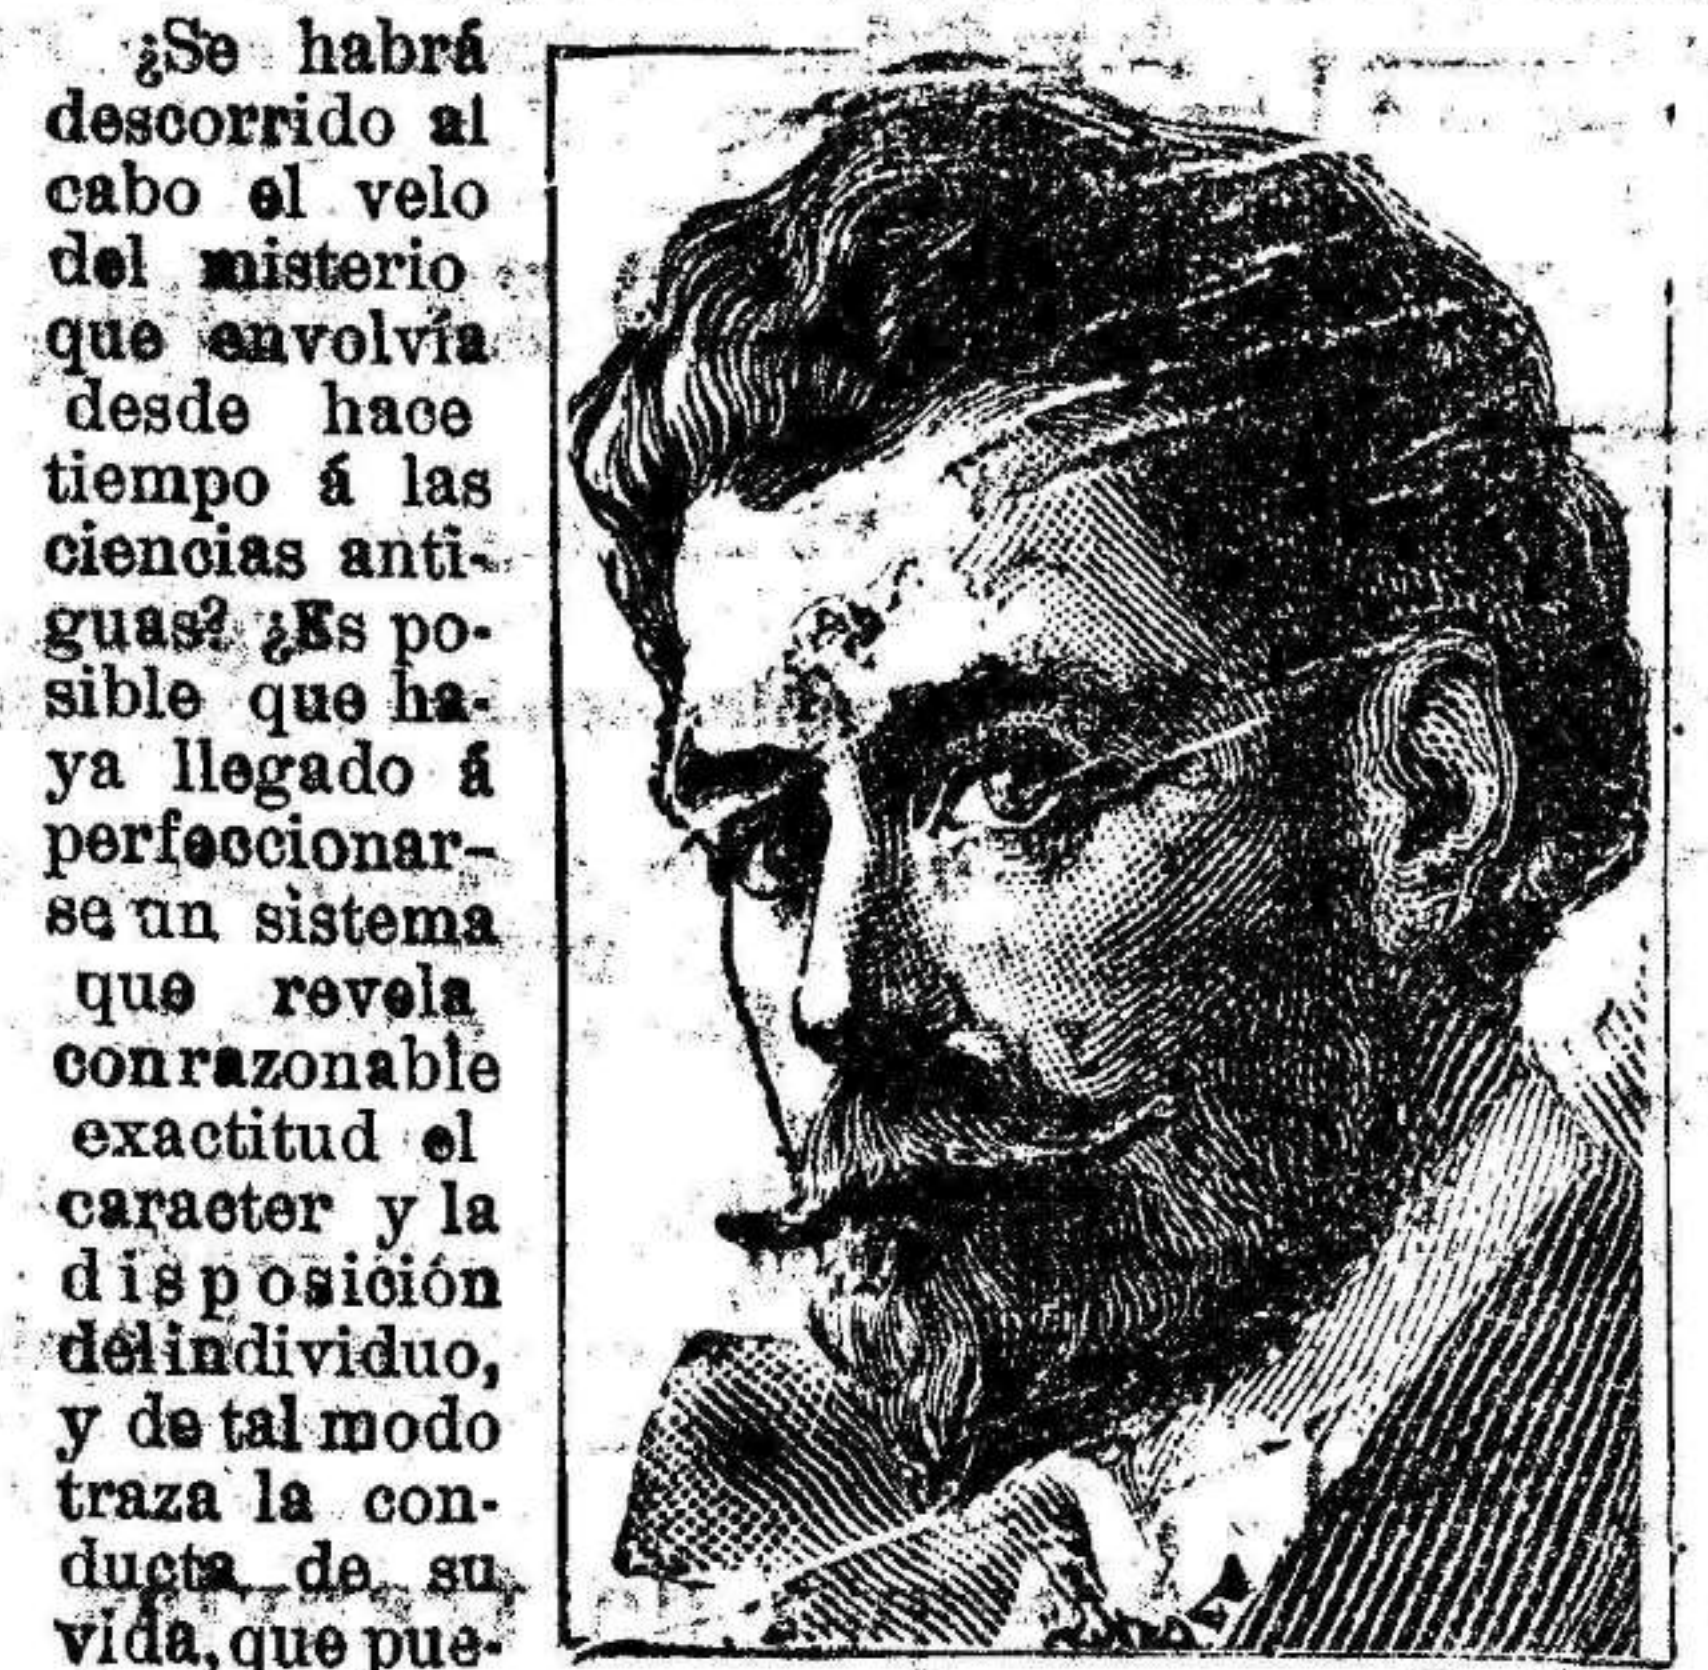 ¿Se habrá
descorrido al
cabo el velo
del misterio
que envolvía
desde hace
tiempo á las
ciencias anti-
guas? ¿Es po-
sible que ha-
ya llegado á
perfeccionar-
se un sistema
que revela
con razonable
exactitud el
caracter y la
disposición
del individuo,
y de tal modo
traza la con-
ducta de su
vida, que pue-